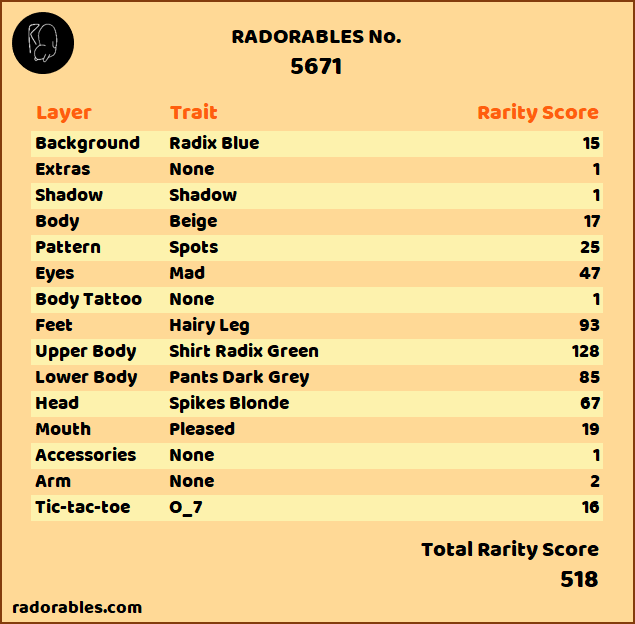 RADORABLES No.
5671
Layer Trait Rarity Score
Background Radix Blue 15
Extras None 1
Shadow Shadow 1
Body Beige 17
Pattern Spots 25
Eyes Mad 47
Body Tattoo None 1
Feet Hairy Leg 93
Upper Body Shirt Radix Green 128
Lower Body Pants Dark Grey 85
Head Spikes Blonde 67
Mouth Pleased 19
Accessories None 1
Arm None 2
Tic-tac-toe O_7 16
Total Rarity Score
518
radorables.com